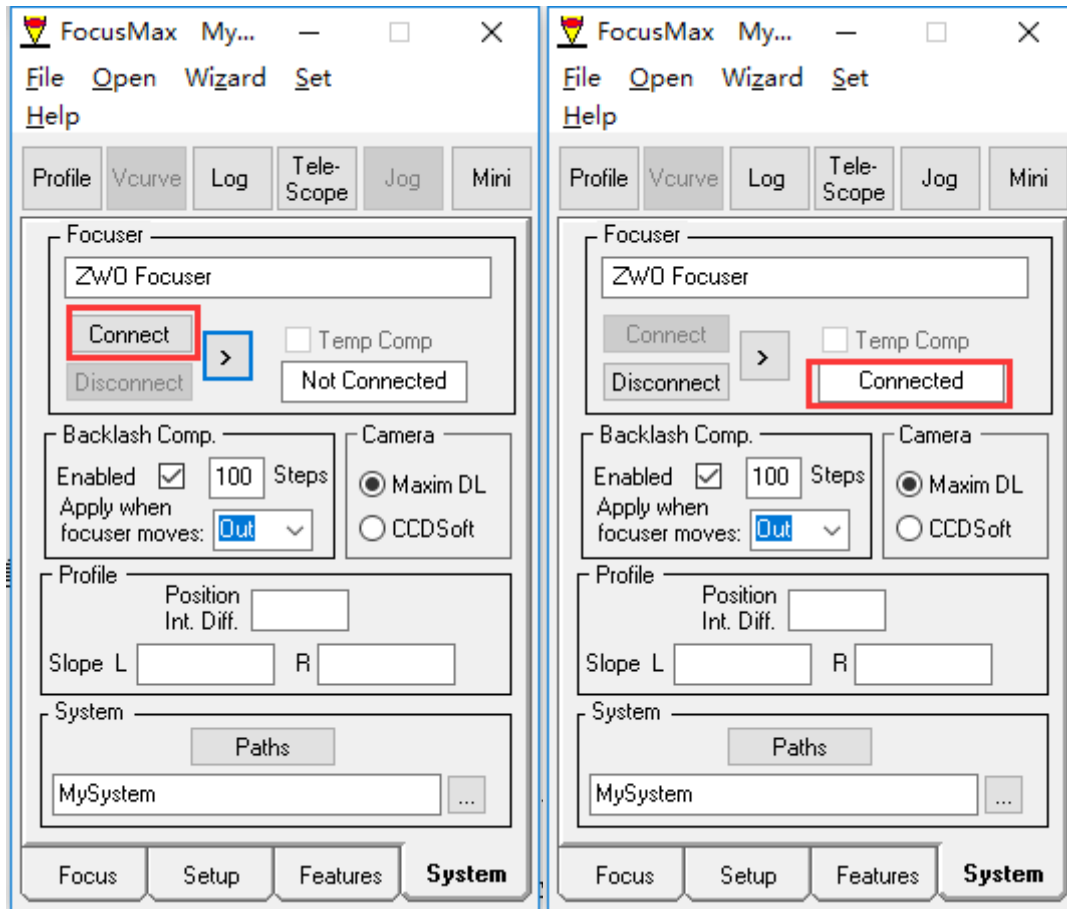 FocusMax My...
File Open Wizard Set
Help
Profile Vcurve Log Tele-Scope Jog Mini
Focuser
ZWO Focuser
Connect > Temp Comp
Disconnect Not Connected
Backlash Comp. Camera
Enabled 100 Steps Maxim DL
Apply when
focuser moves: Out CCDSoft
Profile
Position
Int. Diff.
Slope L R
System
Paths
MySystem ...
Focus Setup Features System
FocusMax My...
File Open Wizard Set
Help
Profile Vcurve Log Tele-Scope Jog Mini
Focuser
ZWO Focuser
Connect > Temp Comp
Disconnect Connected
Backlash Comp. Camera
Enabled 100 Steps Maxim DL
Apply when
focuser moves: Out CCDSoft
Profile
Position
Int. Diff.
Slope L R
System
Paths
MySystem ...
Focus Setup Features System